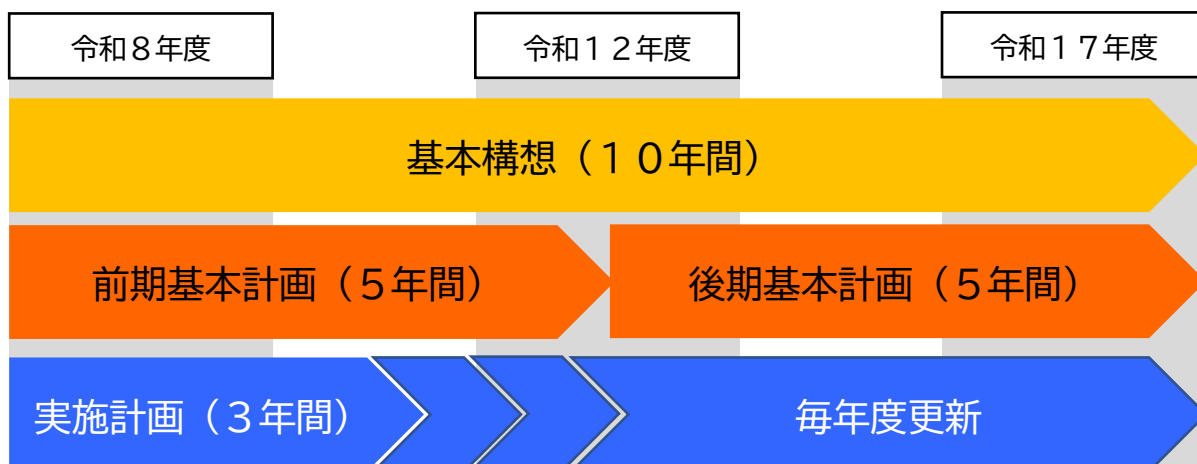 令和８年度
令和１２年度
令和１７年度
基本構想（１０年間）
前期基本計画（５年間）
後期基本計画（５年間）
実施計画（３年間）
毎年度更新